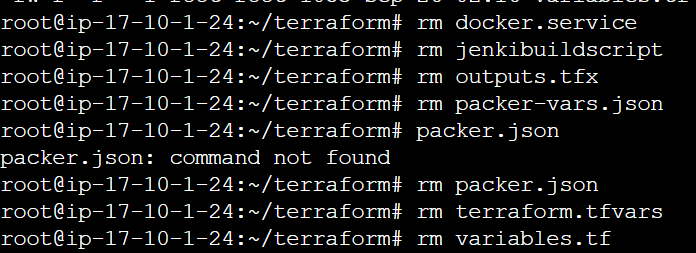 root@ip-17-10-1-24:~/terraform# rm docker.service
root@ip-17-10-1-24:~/terraform# rm jenkibuildscript
root@ip-17-10-1-24:~/terraform# rm outputs.tfx
root@ip-17-10-1-24:~/terraform# rm packer-vars.json
root@ip-17-10-1-24:~/terraform# packer.json
packer.json: command not found
root@ip-17-10-1-24:~/terraform# rm packer.json
root@ip-17-10-1-24:~/terraform# rm terraform.tfvars
root@ip-17-10-1-24:~/terraform# rm variables.tf